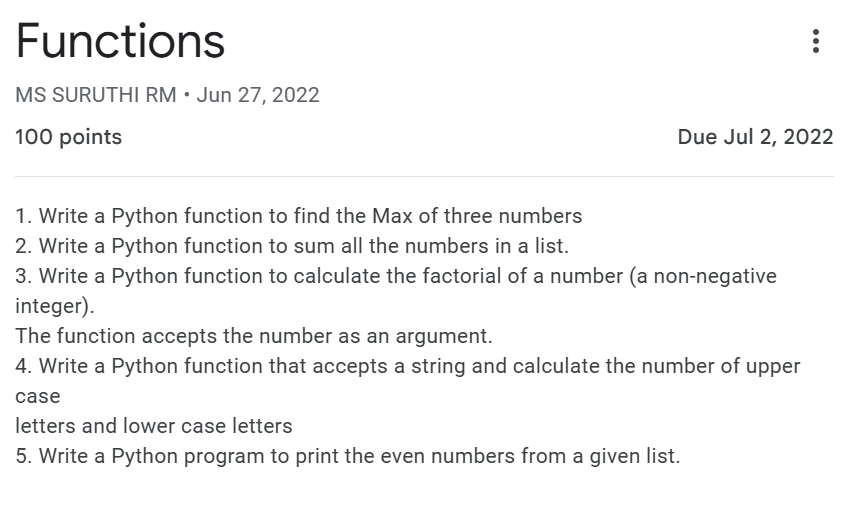 Functions
MS SURUTHI RM • Jun 27, 2022
100 points
Due Jul 2, 2022
1. Write a Python function to find the Max of three numbers
2. Write a Python function to sum all the numbers in a list.
3. Write a Python function to calculate the factorial of a number (a non-negative
integer).
The function accepts the number as an argument.
4. Write a Python function that accepts a string and calculate the number of upper
case
letters and lower case letters
5. Write a Python program to print the even numbers from a given list.